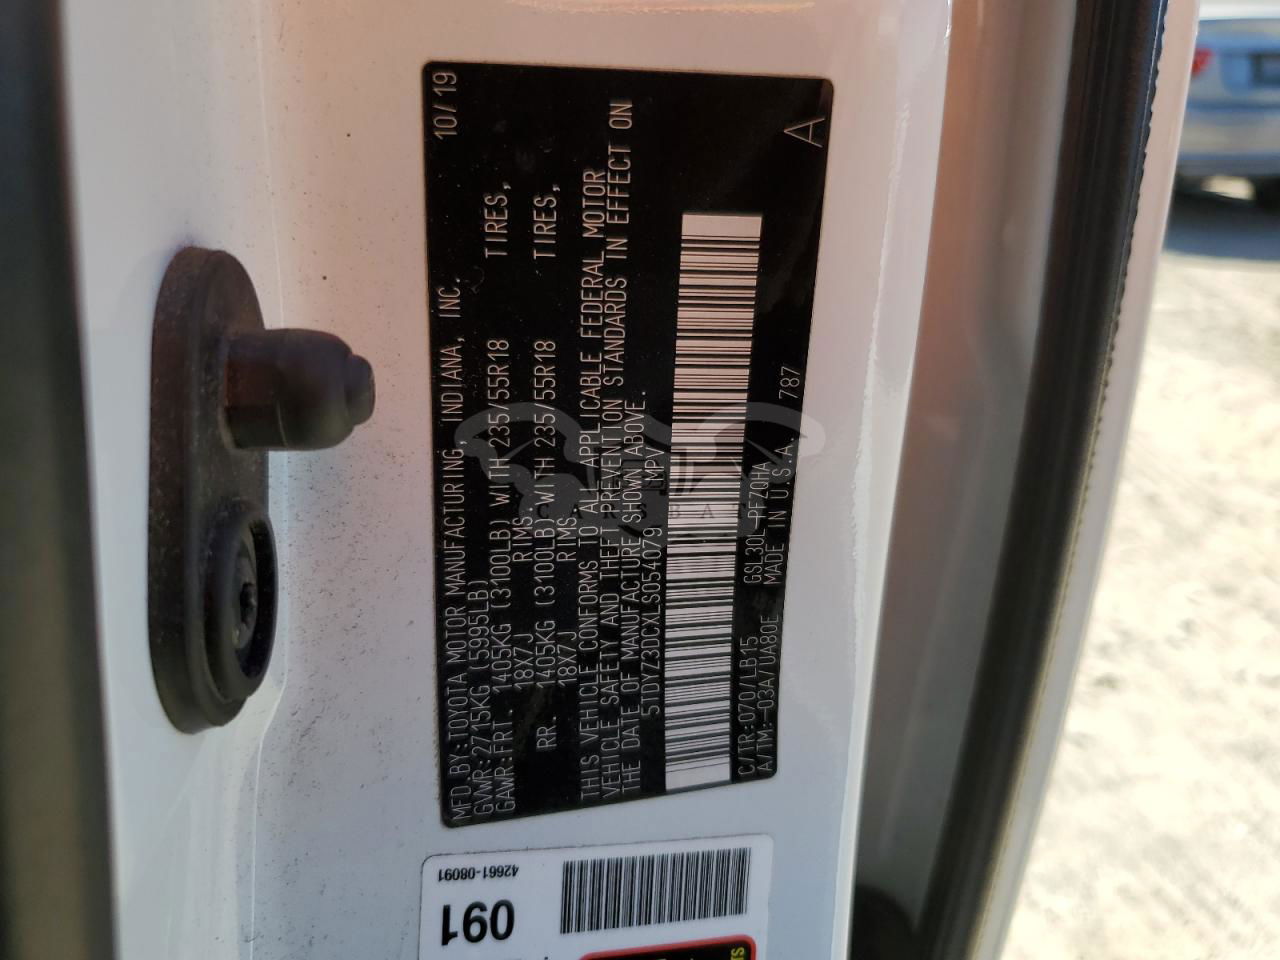 MFD.BY:TOYOTA MOTOR MANUFACTURING, INDIANA, INC. 10/19
GVWR:2715KG (5995LB)
GAWR:FRT. 1405KG (3100LB) WITH 235/55R18 TIRES,
18X7J RIMS
RR. 1405KG (3100LB) WITH 235/55R18 TIRES,
18X7J RIMS
THIS VEHICLE CONFORMS TO ALL APPLICABLE FEDERAL MOTOR
VEHICLE SAFETY AND THEFT PREVENTION STANDARDS IN EFFECT ON
THE DATE OF MANUFACTURE SHOWN ABOVE.
5TDYZ3DCXLS054079 MPV
A
C/TR:070/LB15 GSL30L-PFZQHA
A/TM:-03A/UA80E MADE IN U.S.A. 787
42661-08091
091